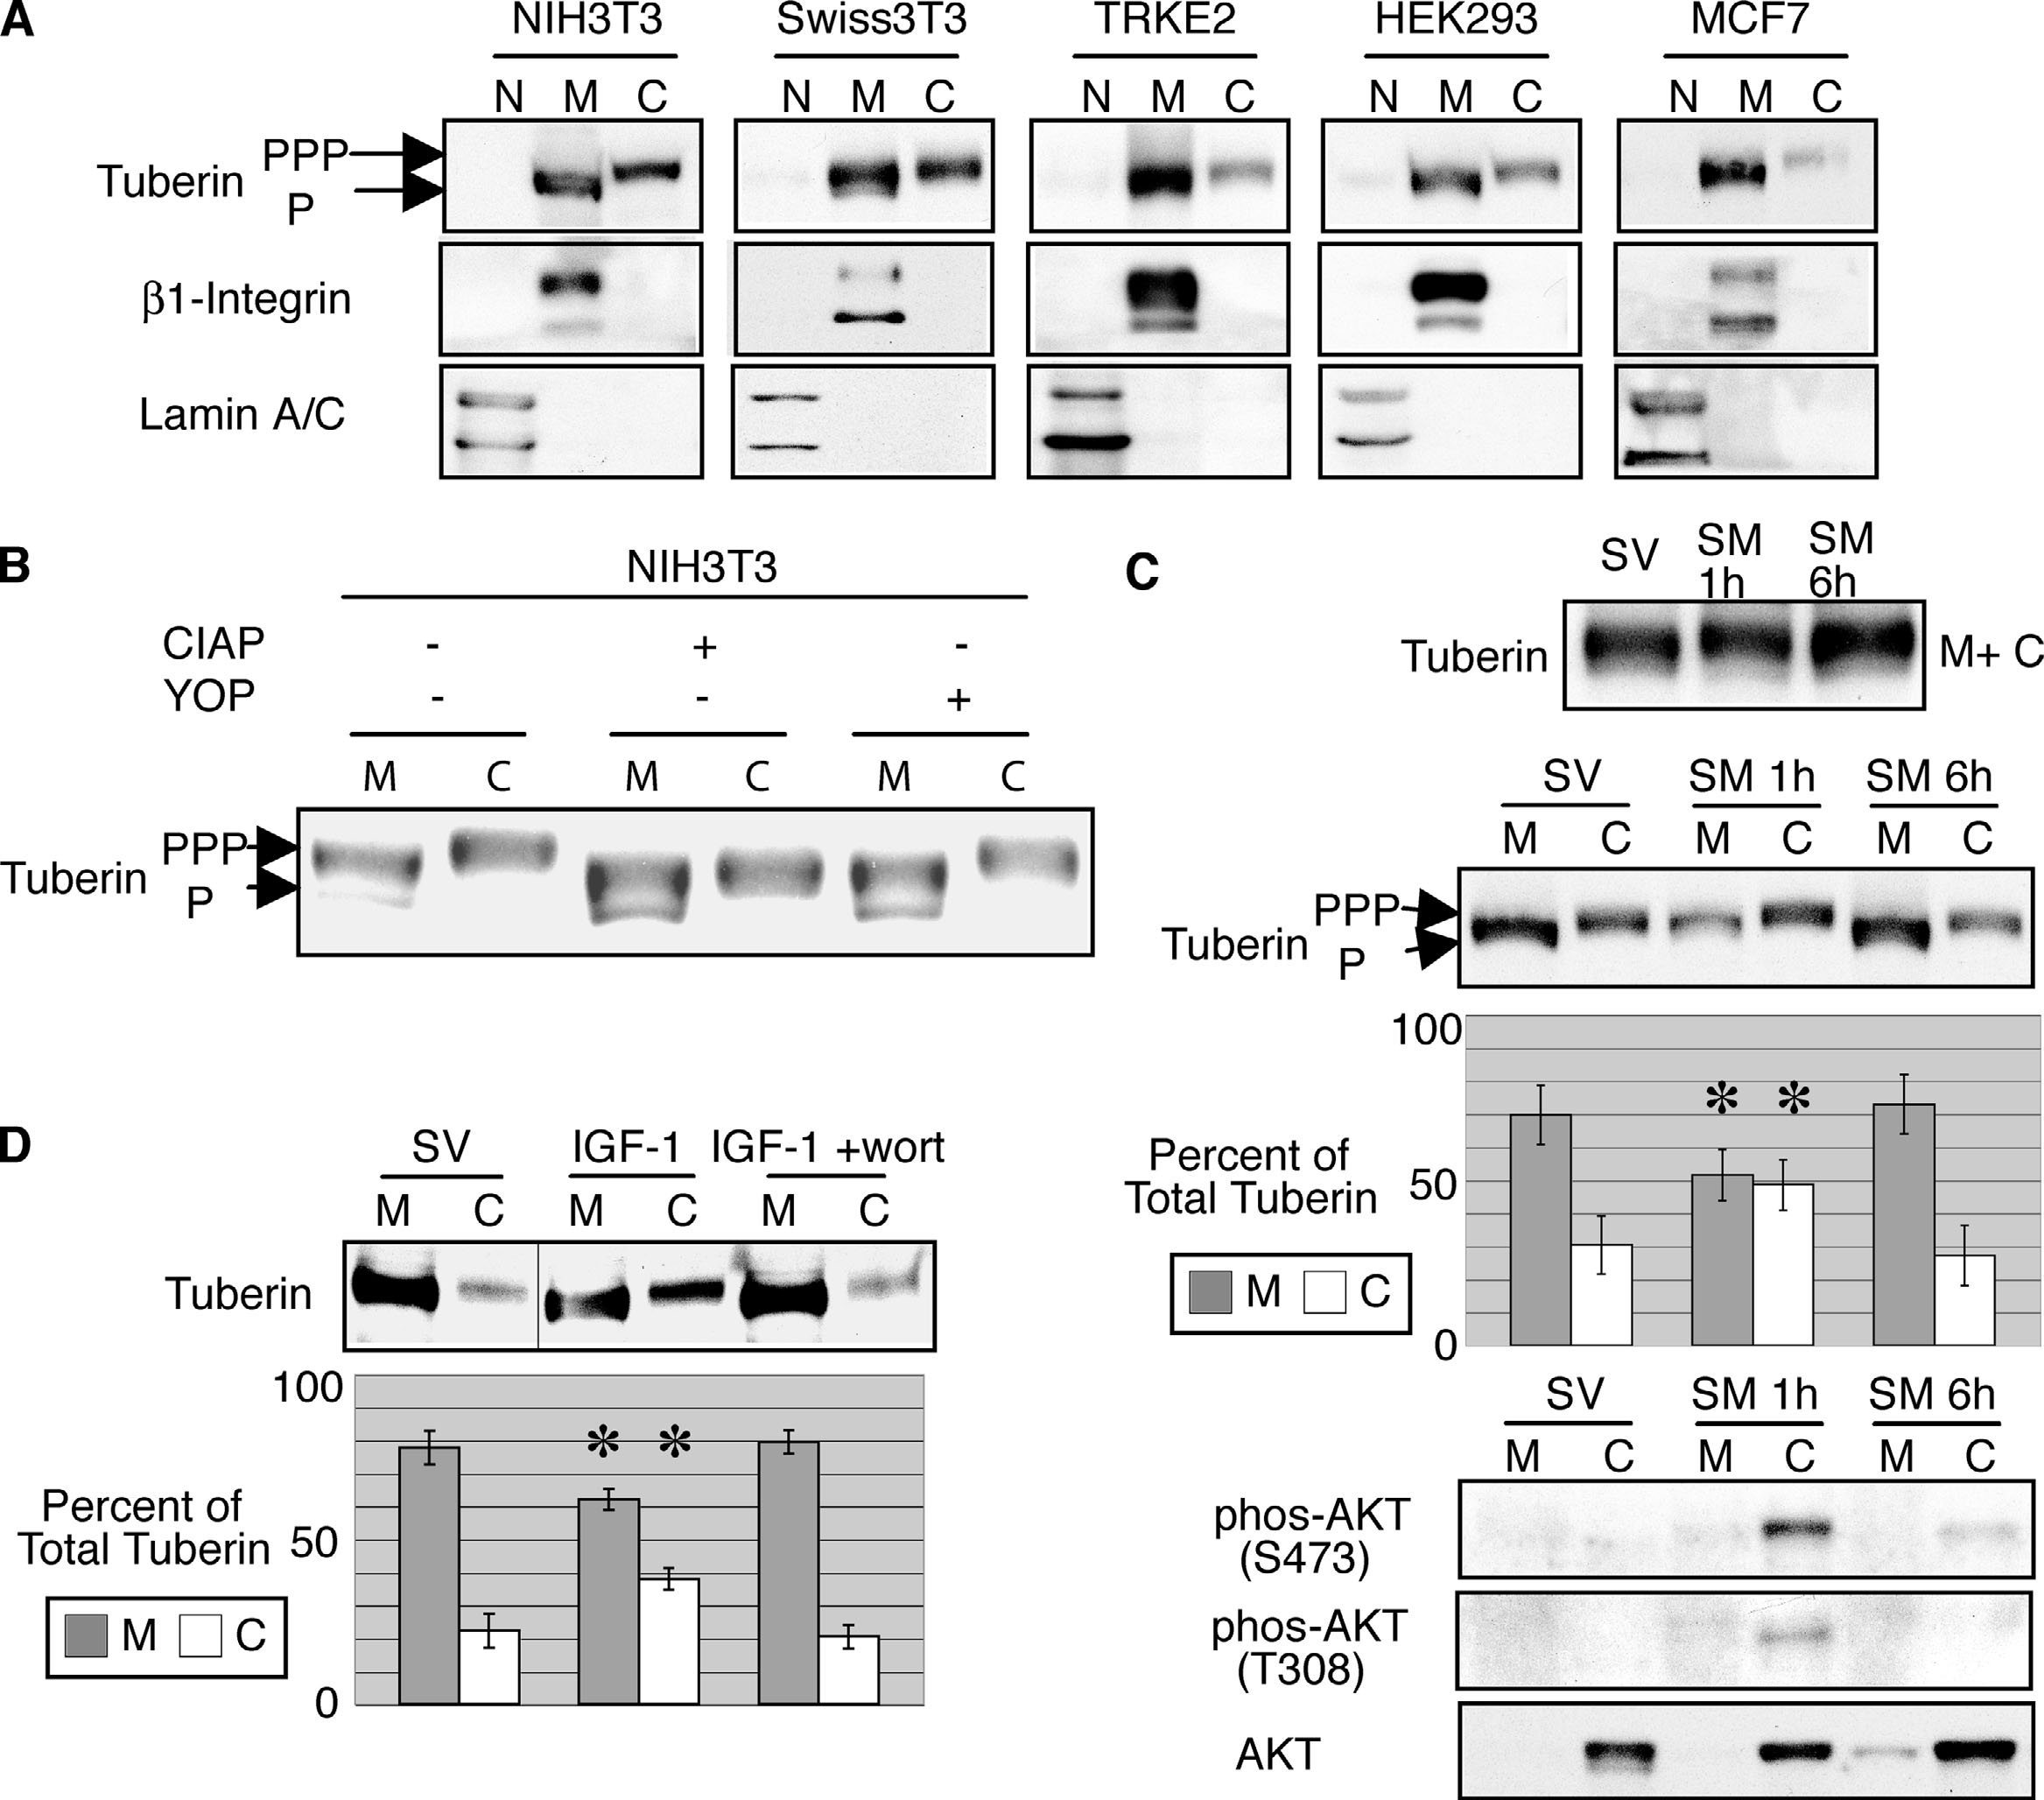 A
NIH3T3 Swiss3T3 TRKE2 HEK293 MCF7
N M C N M C N M C N M C N M C
Tuberin PPP
P
β1-Integrin
Lamin A/C
B
NIH3T3
CIAP - + -
YOP - - +
M C M C M C
Tuberin PPP
P
C
SV SM 1h SM 6h
Tuberin M+ C
SV SM 1h SM 6h
M C M C M C
Tuberin PPP
P
100
* *
Percent of
Total Tuberin 50
M C
0
SV SM 1h SM 6h
M C M C M C
phos-AKT
(S473)
phos-AKT
(T308)
AKT
D
SV IGF-1 IGF-1 +wort
M C M C M C
Tuberin
100
* *
Percent of
Total Tuberin 50
M C
0